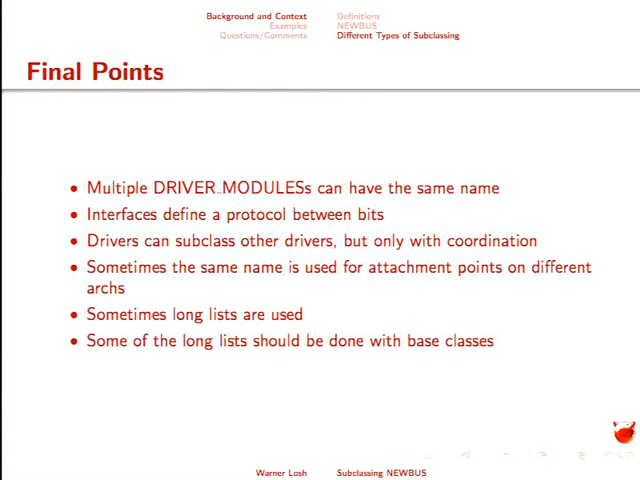 Background and Context
Examples
Questions/Comments
Definitions
NEWBUS
Different Types of Subclassing
Final Points
• Multiple DRIVER_MODULESs can have the same name
• Interfaces define a protocol between bits
• Drivers can subclass other drivers, but only with coordination
• Sometimes the same name is used for attachment points on different
archs
• Sometimes long lists are used
• Some of the long lists should be done with base classes
Warner Losh
Subclassing NEWBUS